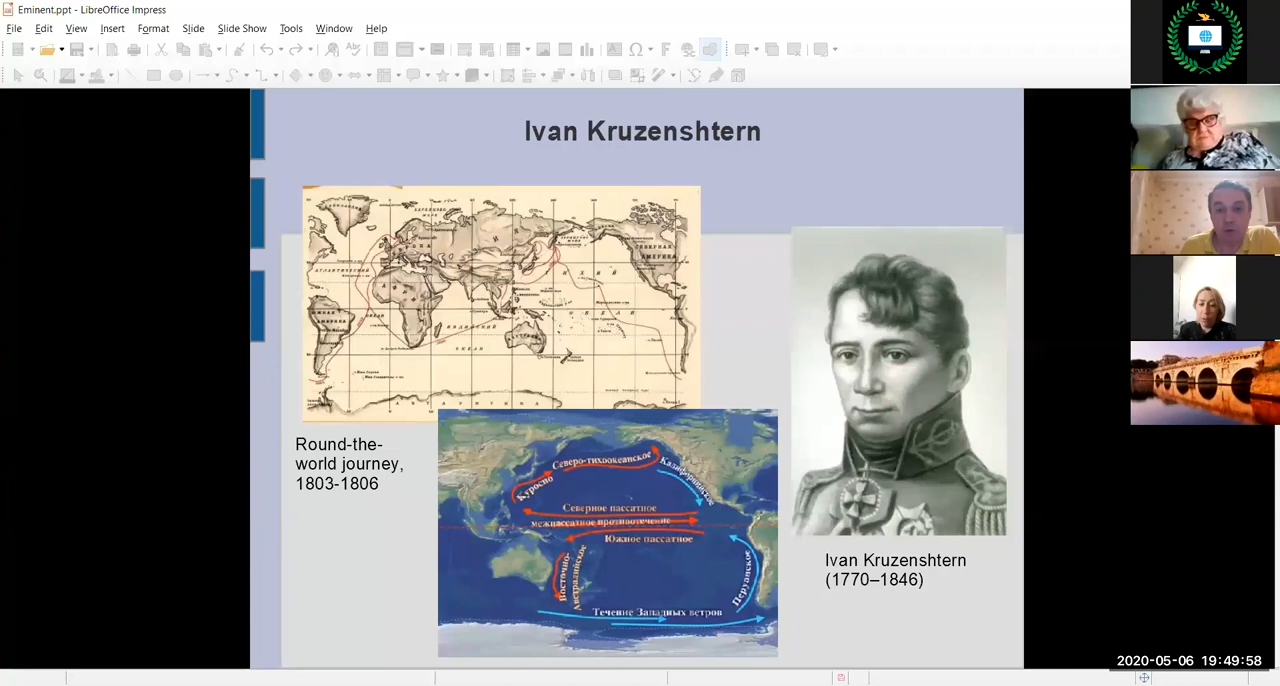 Eminent.ppt - LibreOffice Impress
File Edit View Insert Format Slide Slide Show Tools Window Help
Ivan Kruzenshtern
Round-the-
world journey,
1803-1806
Северо-тихоокеанское
Калифорнийское
Куросио
Северное пассатное
межпассатное противотечение
Южное пассатное
Восточно-
Австралийское
Перуанское
Течение Западных ветров
Ivan Kruzenshtern
(1770–1846)
2020-05-06 19:49:58